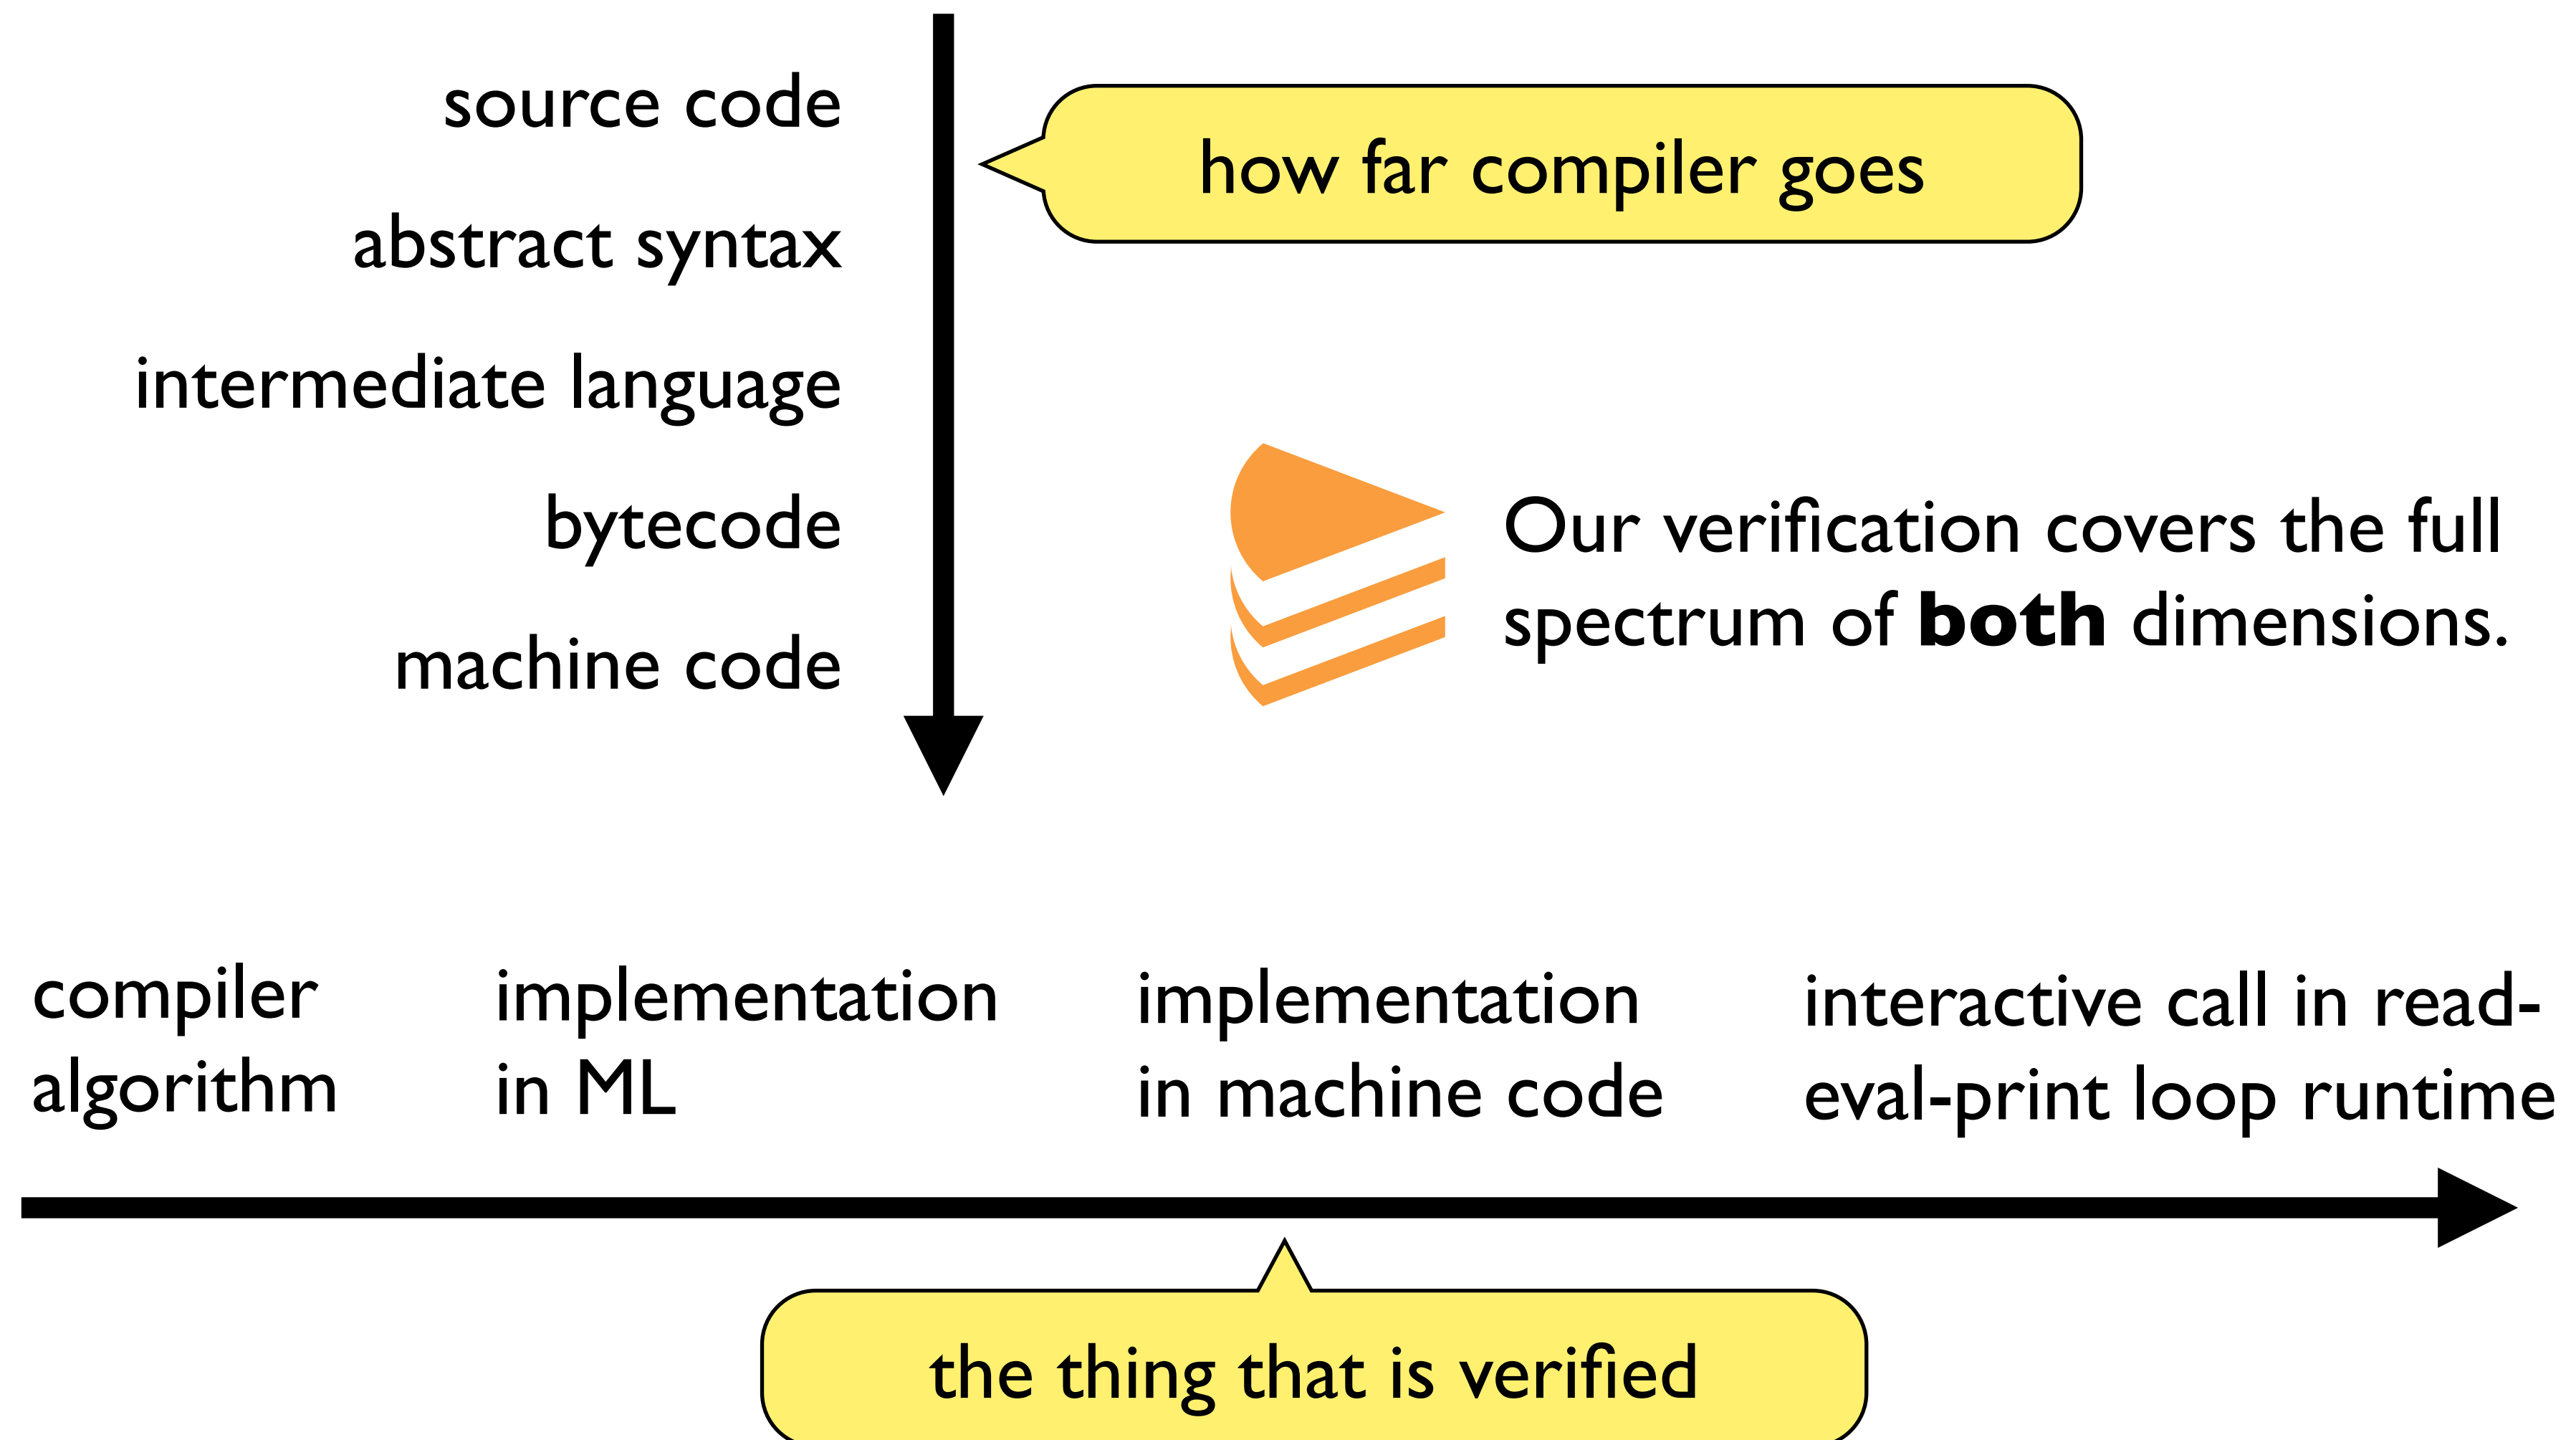 source code
how far compiler goes
abstract syntax
intermediate language
bytecode
machine code
Our verification covers the full
spectrum of both dimensions.
compiler
algorithm
implementation
in ML
implementation
in machine code
interactive call in read-
eval-print loop runtime
the thing that is verified